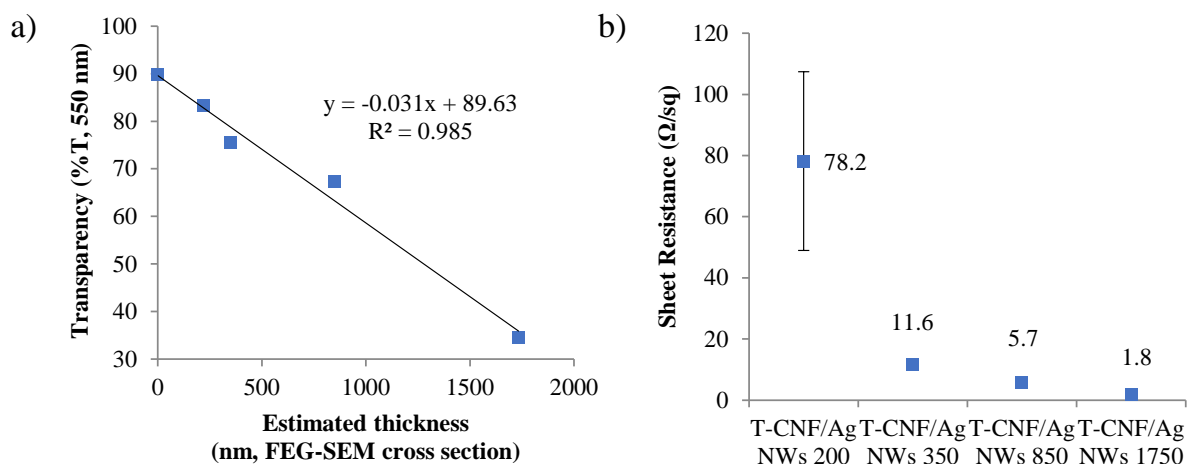 a)
100
90
80
70
60
50
40
30
Transparency (%T, 550 nm)
y = -0.031x + 89.63
R² = 0.985
0
500
1000
1500
2000
Estimated thickness
(nm, FEG-SEM cross section)
b)
120
100
80
60
40
20
0
Sheet Resistance (Ω/sq)
78.2
11.6
5.7
1.8
T-CNF/Ag T-CNF/Ag T-CNF/Ag T-CNF/Ag
NWs 200 NWs 350 NWs 850 NWs 1750